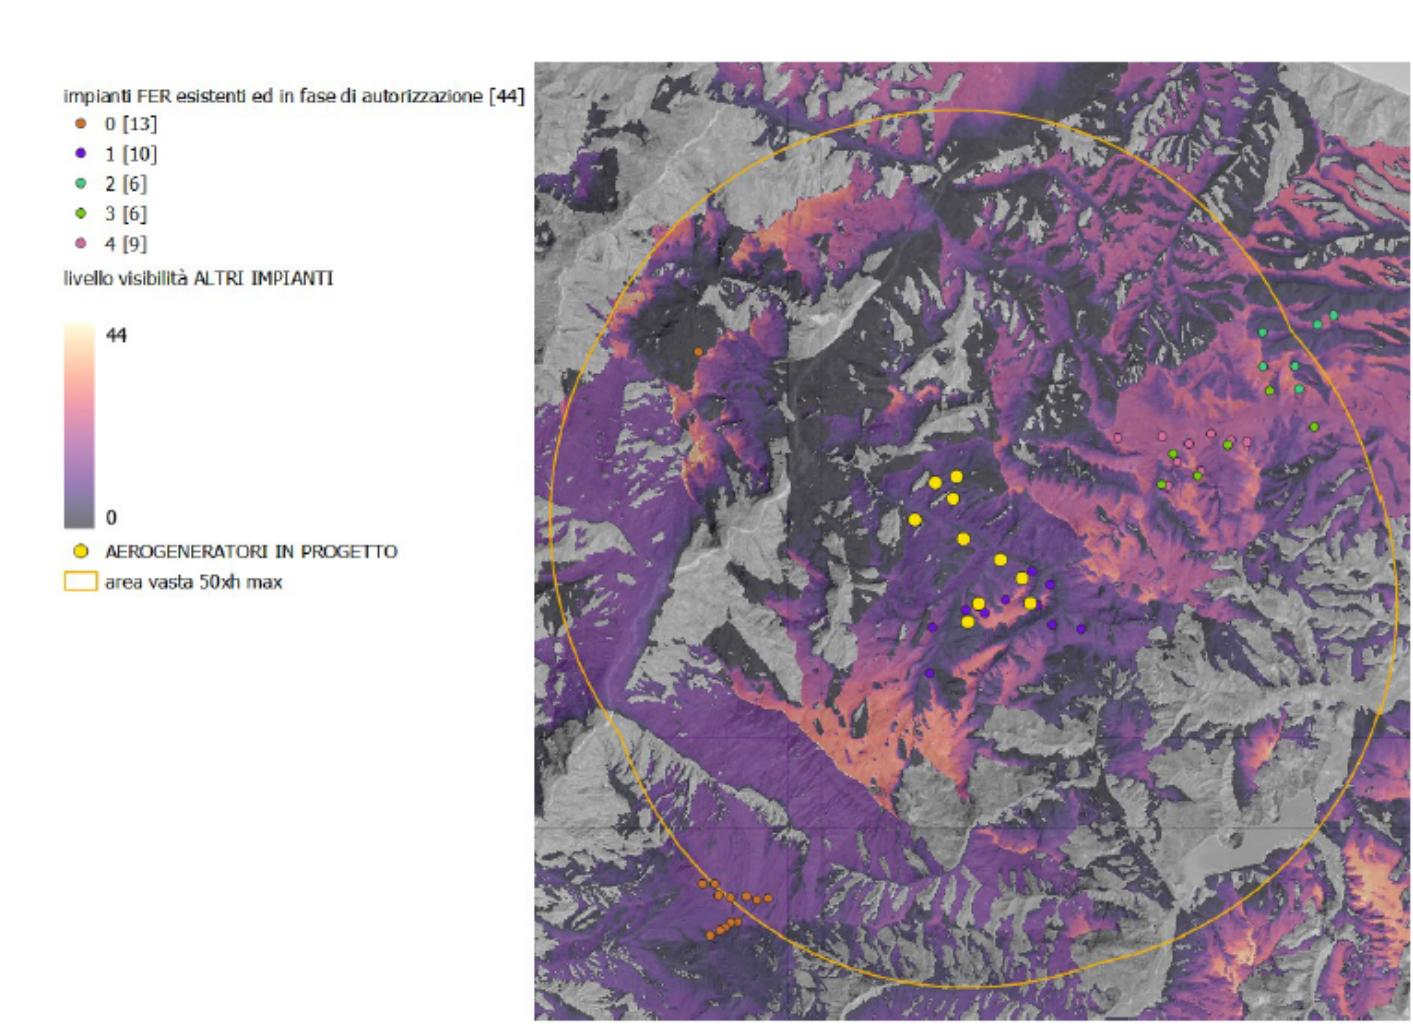 impianti FER esistenti ed in fase di autorizzazione [44]
0 [13]
1 [10]
2 [6]
3 [6]
4 [9]
livello visibilità ALTRI IMPIANTI
44
0
AEROGENERATORI IN PROGETTO
area vasta 50xh max